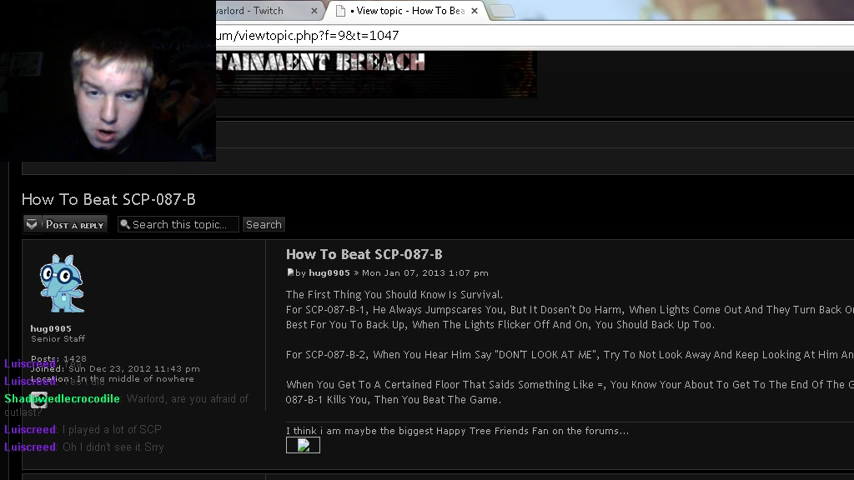 varlord - Twitch
• View topic - How To Bea
um/viewtopic.php?f=9&t=1047
TAINMENT BREACH
How To Beat SCP-087-B
POST A REPLY
Search this topic...
Search
How To Beat SCP-087-B
by hug0905 » Mon Jan 07, 2013 1:07 pm
The First Thing You Should Know Is Survival.
For SCP-087-B-1, He Always Jumpscares You, But It Dosen't Do Harm, When Lights Come Out And They Turn Back On
Best For You To Back Up, When The Lights Flicker Off And On, You Should Back Up Too.
For SCP-087-B-2, When You Hear Him Say "DON'T LOOK AT ME", Try To Not Look Away And Keep Looking At Him An
When You Get To A Certained Floor That Saids Something Like =, You Know Your About To Get To The End Of The G
087-B-1 Kills You, Then You Beat The Game.
I think i am maybe the biggest Happy Tree Friends Fan on the forums...
hug0905
Senior Staff
Posts: 1428
Joined: Sun Dec 23, 2012 11:43 pm
Location: In the middle of nowhere
Luiscreed:
Luiscreed:
Shadowedlecrocodile: Warlord, are you afraid of
outlast?
Luiscreed: I played a lot of SCP
Luiscreed: Oh I didn't see it Srry